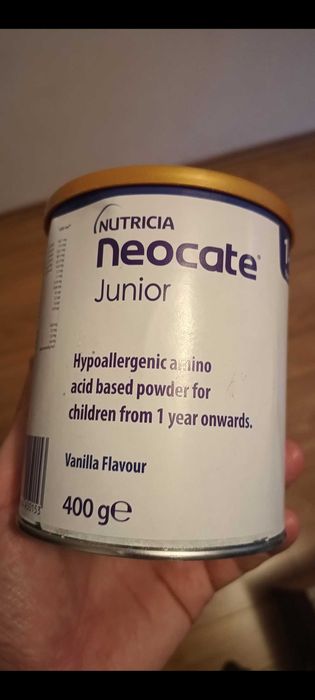 NUTRICIA
neocate®
Junior
Hypoallergenic amino
acid based powder for
children from 1 year onwards.
Vanilla Flavour
400 g℮